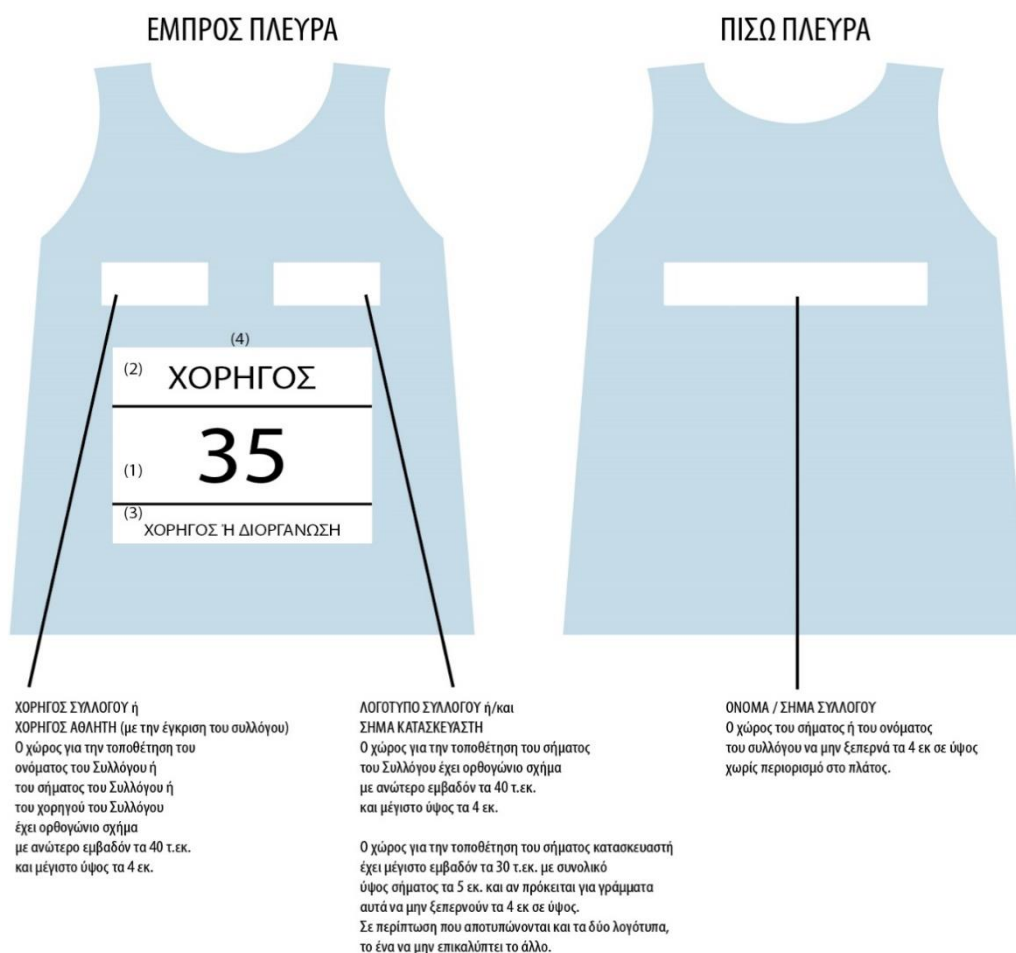 ΕΜΠΡΟΣ ΠΛΕΥΡΑ
ΠΙΣΩ ΠΛΕΥΡΑ
(4)
(2) ΧΟΡΗΓΟΣ
(1) 35
(3)
ΧΟΡΗΓΟΣ Ή ΔΙΟΡΓΑΝΩΣΗ
ΧΟΡΗΓΟΣ ΣΥΛΛΟΓΟΥ ή
ΧΟΡΗΓΟΣ ΑΘΛΗΤΗ (με την έγκριση του συλλόγου)
Ο χώρος για την τοποθέτηση του
ονόματος του Συλλόγου ή
του σήματος του Συλλόγου ή
του χορηγού του Συλλόγου
έχει ορθογώνιο σχήμα
με ανώτερο εμβαδόν τα 40 τ.εκ.
και μέγιστο ύψος τα 4 εκ.
ΛΟΓΟΤΥΠΟ ΣΥΛΛΟΓΟΥ ή/και
ΣΗΜΑ ΚΑΤΑΣΚΕΥΑΣΤΗ
Ο χώρος για την τοποθέτηση του σήματος
του Συλλόγου έχει ορθογώνιο σχήμα
με ανώτερο εμβαδόν τα 40 τ.εκ.
και μέγιστο ύψος τα 4 εκ.
Ο χώρος για την τοποθέτηση του σήματος κατασκευαστή
έχει μέγιστο εμβαδόν τα 30 τ.εκ. με συνολικό
ύψος σήματος τα 5 εκ. και αν πρόκειται για γράμματα
αυτά να μην ξεπερνούν τα 4 εκ σε ύψος.
Σε περίπτωση που αποτυπώνονται και τα δύο λογότυπα,
το ένα να μην επικαλύπτει το άλλο.
ΟΝΟΜΑ / ΣΗΜΑ ΣΥΛΛΟΓΟΥ
Ο χώρος του σήματος ή του ονόματος
του συλλόγου να μην ξεπερνά τα 4 εκ σε ύψος
χωρίς περιορισμό στο πλάτος.